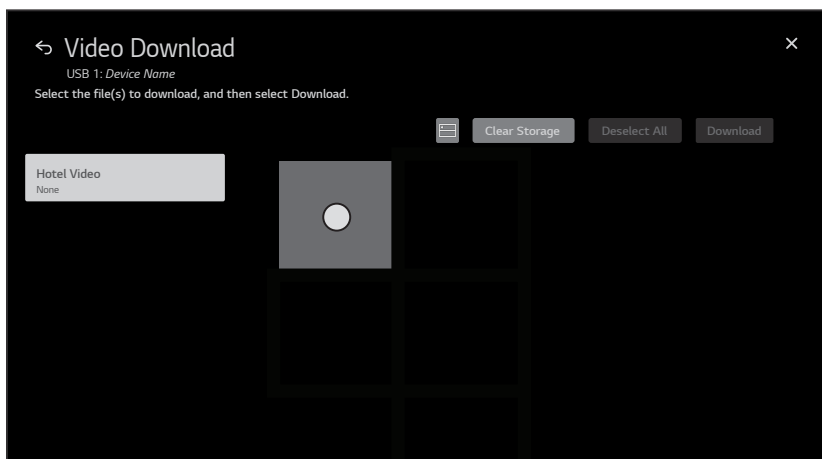 Video Download
USB 1: Device Name
Select the file(s) to download, and then select Download.
Clear Storage Deselect All Download
Hotel Video
None